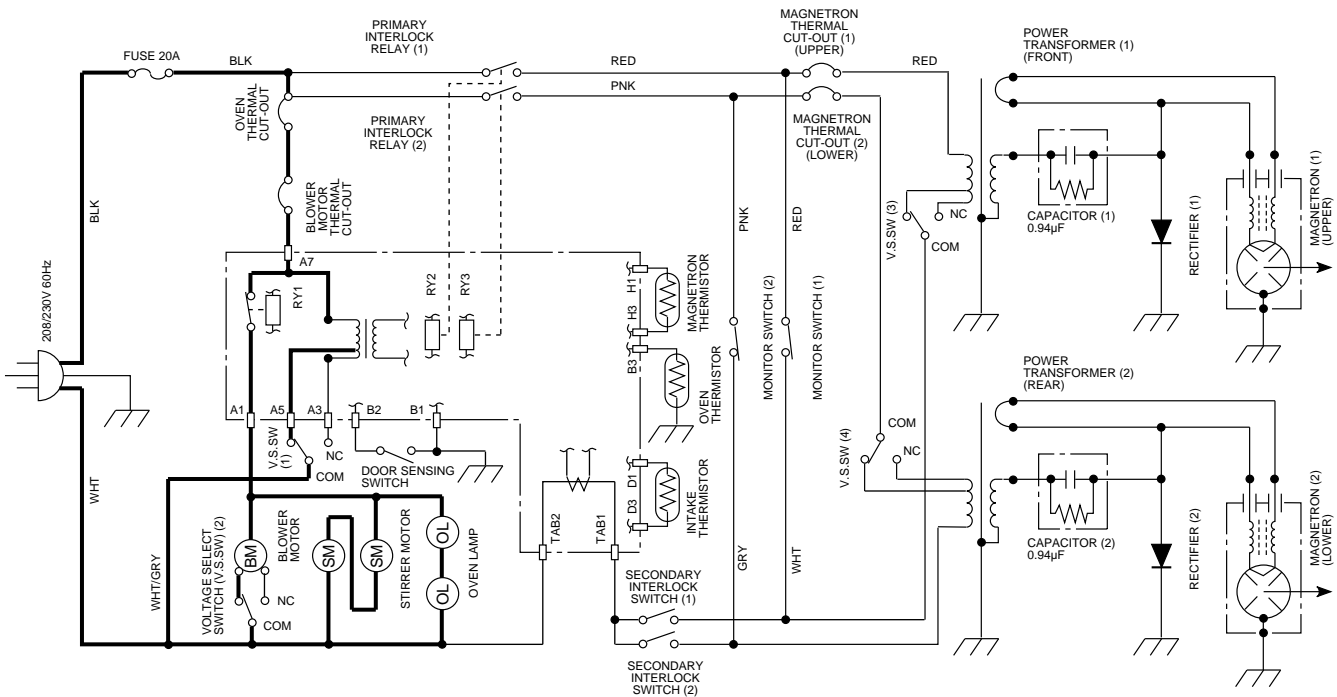 FUSE 20A
BLK
PRIMARY
INTERLOCK
RELAY (1)
RED
PNK
MAGNETRON
THERMAL
CUT-OUT (1)
(UPPER)
RED
POWER
TRANSFORMER (1)
(FRONT)
OVEN
THERMAL
CUT-OUT
PRIMARY
INTERLOCK
RELAY (2)
MAGNETRON
THERMAL
CUT-OUT (2)
(LOWER)
BLK
BLOWER
MOTOR
THERMAL
CUT-OUT
PNK
RED
V.S.SW (3)
NC
COM
CAPACITOR (1)
0.94µF
RECTIFIER (1)
MAGNETRON (1)
(UPPER)
208/230V 60Hz
A7
RY1
RY2
RY3
H1
H3
MAGNETRON
THERMISTOR
B3
OVEN
THERMISTOR
MONITOR SWITCH (2)
MONITOR SWITCH (1)
POWER
TRANSFORMER (2)
(REAR)
A1
A5
A3
B2
B1
V.S.SW
(1)
NC
COM
DOOR SENSING
SWITCH
COM
NC
V.S.SW (4)
WHT
D1
D3
INTAKE
THERMISTOR
CAPACITOR (2)
0.94µF
RECTIFIER (2)
MAGNETRON (2)
(LOWER)
WHT/GRY
VOLTAGE SELECT
SWITCH (V.S.SW) (2)
BM
BLOWER
MOTOR
NC
COM
SM
SM
STIRRER MOTOR
OL
OL
OVEN LAMP
TAB2
TAB1
GRY
WHT
SECONDARY
INTERLOCK
SWITCH (1)
SECONDARY
INTERLOCK
SWITCH (2)